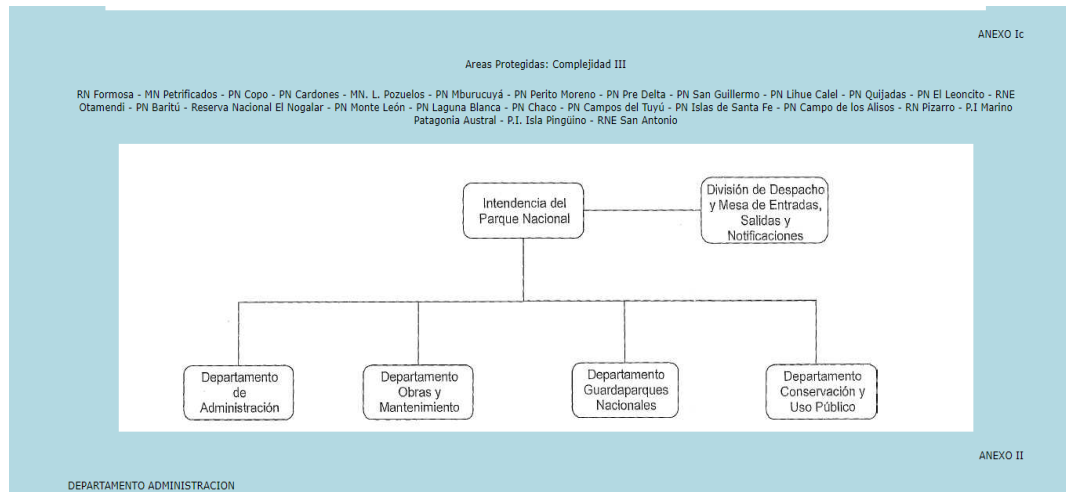 ANEXO Ic
Areas Protegidas: Complejidad III
RN Formosa - MN Petrificados - PN Copo - PN Cardones - MN. L. Pozuelos - PN Mburucuyá - PN Perito Moreno - PN Pre Delta - PN San Guillermo - PN Lihue Calel - PN Quijadas - PN El Leoncito - RNE
Otamendi - PN Baritú - Reserva Nacional El Nogalar - PN Monte León - PN Laguna Blanca - PN Chaco - PN Campos del Tuyú - PN Islas de Santa Fe - PN Campo de los Alisos - RN Pizarro - P.I Marino
Patagonia Austral - P.I. Isla Pingüino - RNE San Antonio
Intendencia del
Parque Nacional
División de Despacho
y Mesa de Entradas,
Salidas y
Notificaciones
Departamento
de
Administración
Departamento
Obras y
Mantenimiento
Departamento
Guardaparques
Nacionales
Departamento
Conservación y
Uso Público
ANEXO II
DEPARTAMENTO ADMINISTRACION